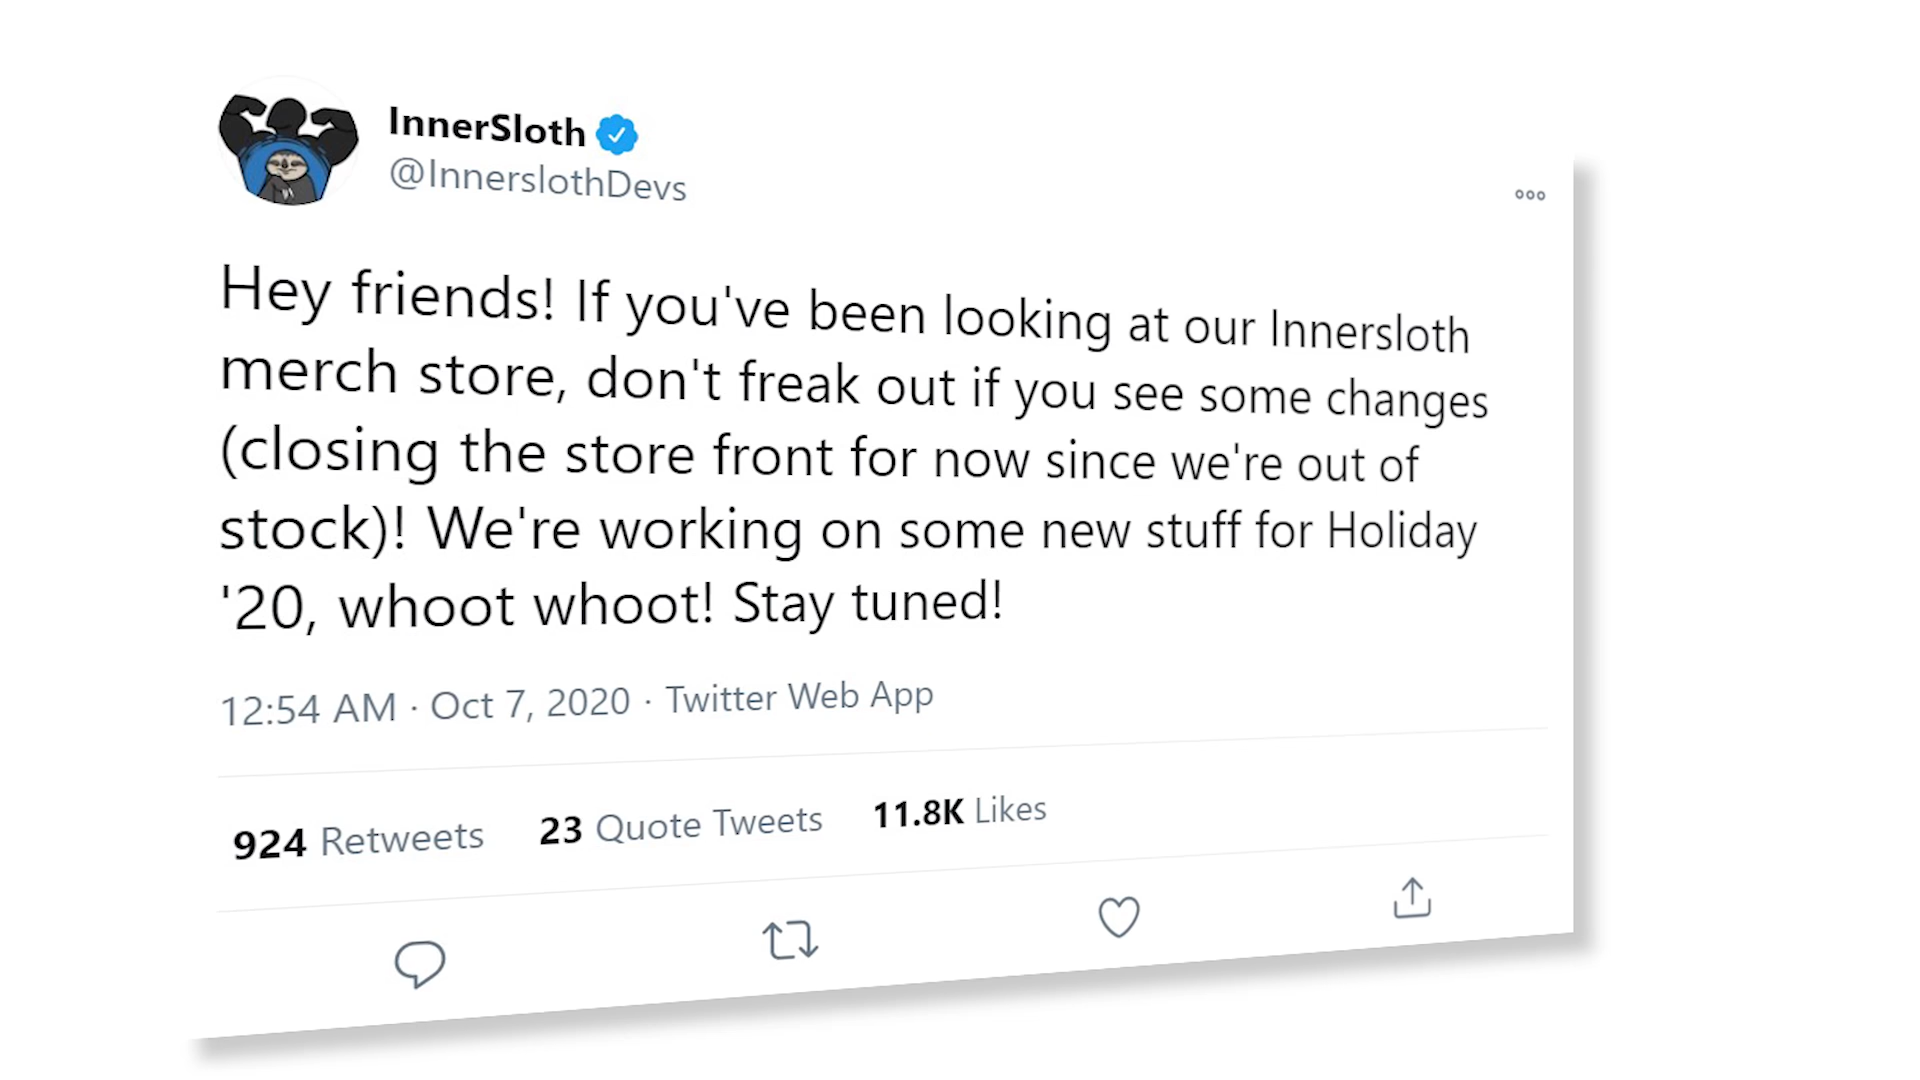 InnerSloth
@InnerslothDevs
Hey friends! If you've been looking at our Innersloth
merch store, don't freak out if you see some changes
(closing the store front for now since we're out of
stock)! We're working on some new stuff for Holiday
'20, whoot whoot! Stay tuned!
12:54 AM · Oct 7, 2020 · Twitter Web App
924 Retweets 23 Quote Tweets 11.8K Likes